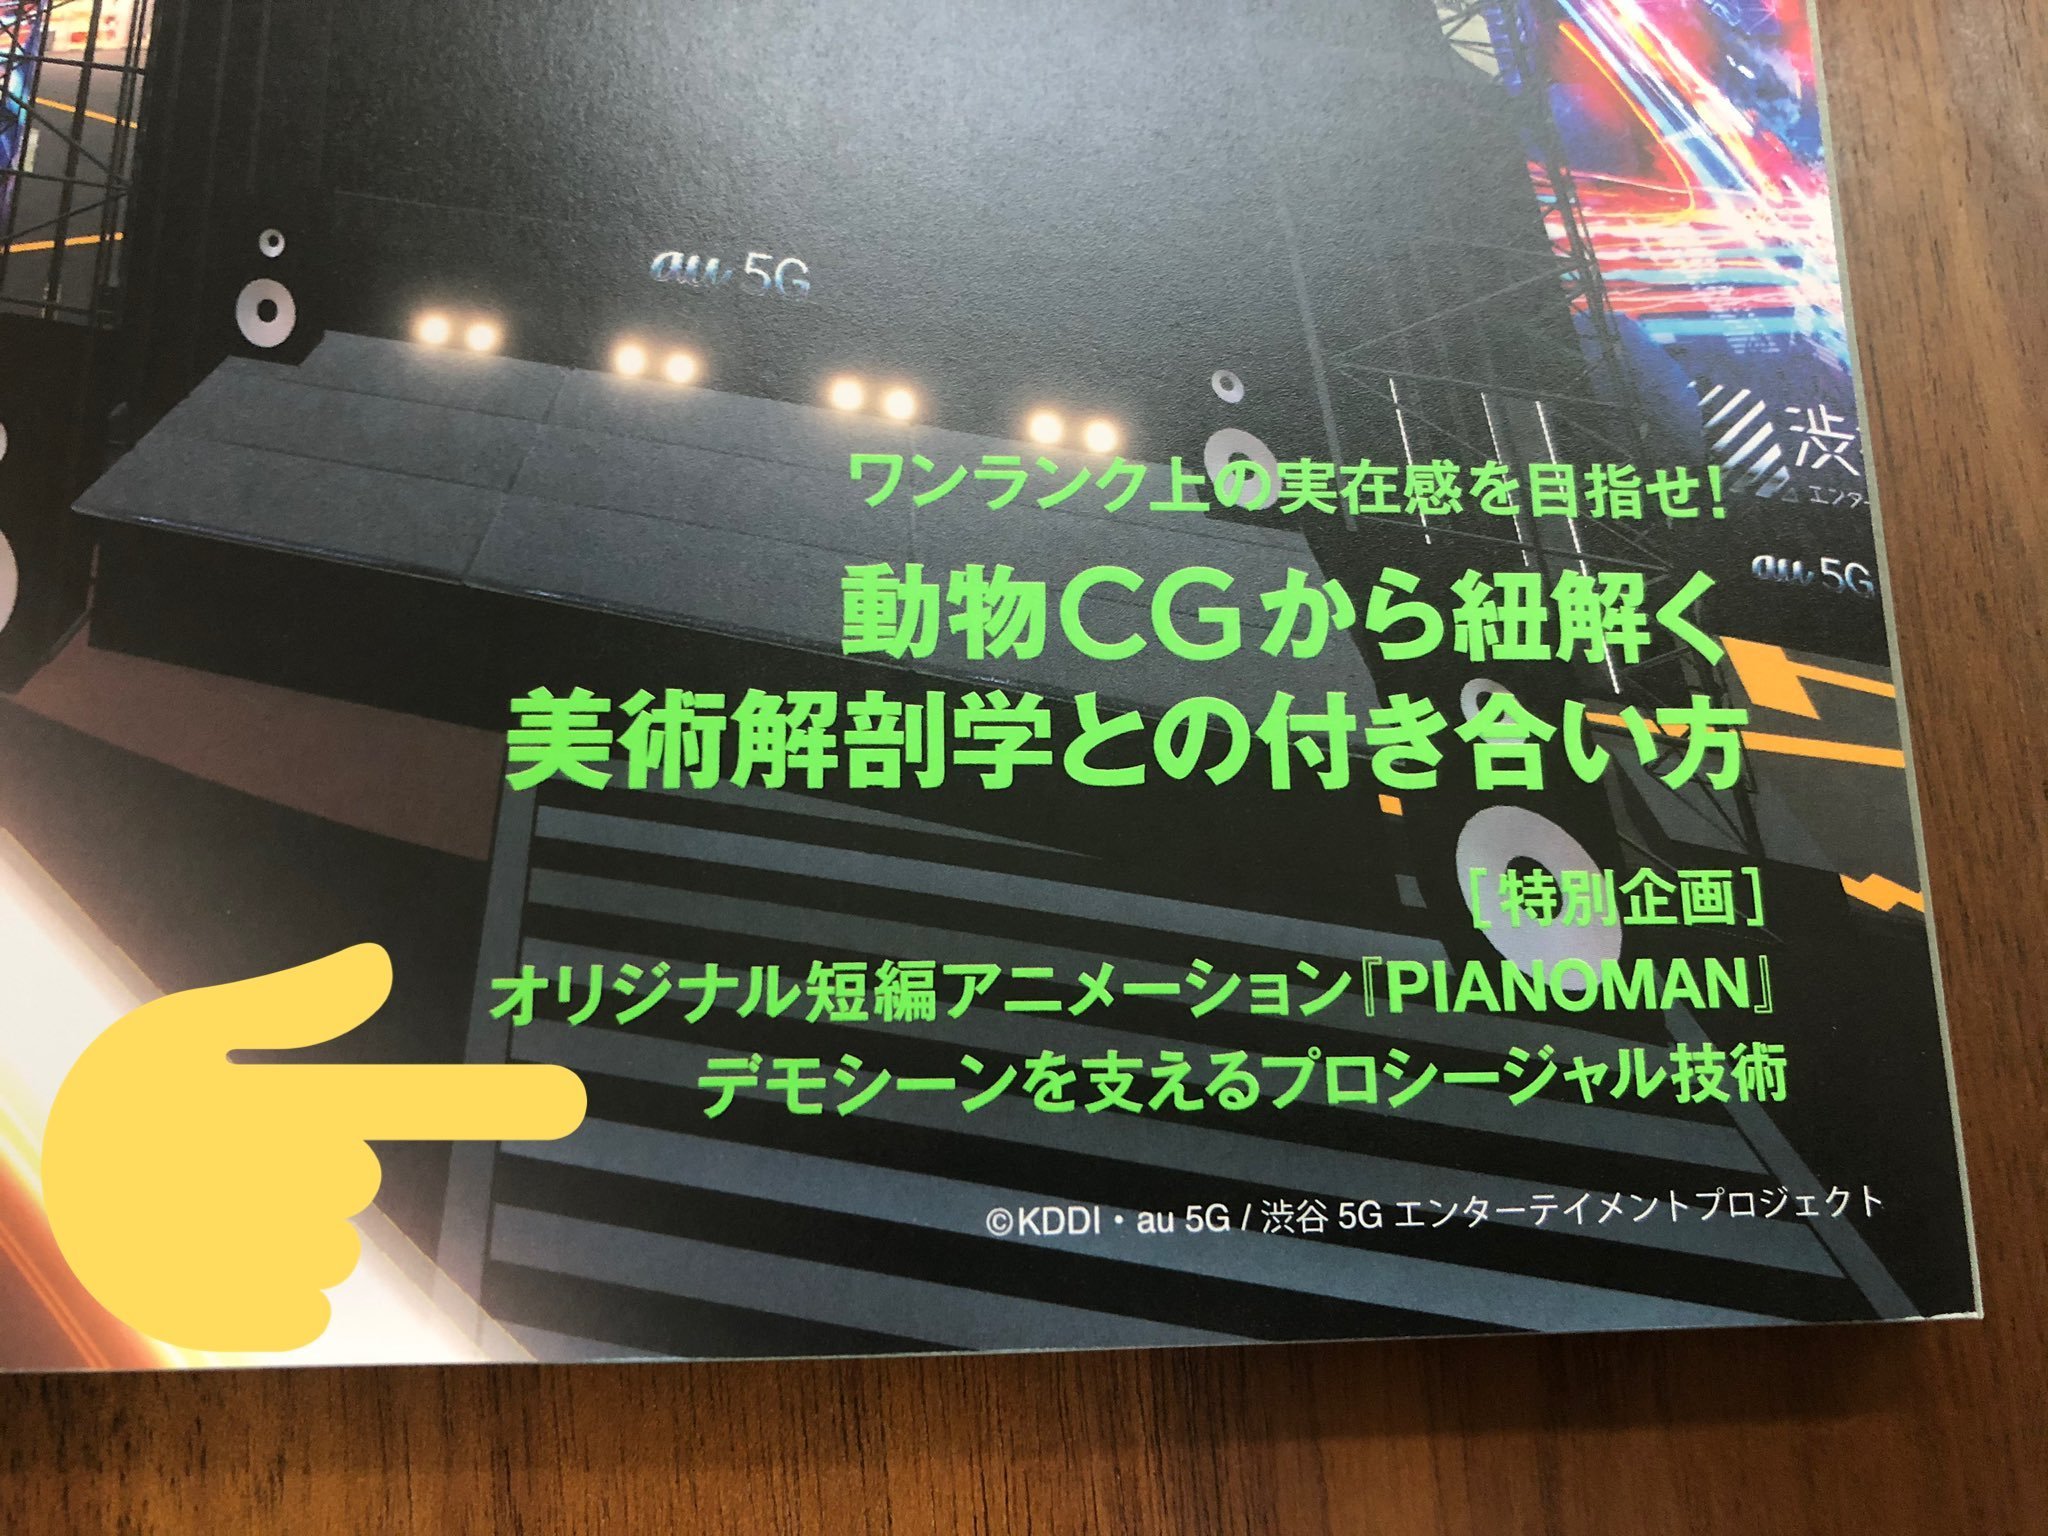 au 5G
渋
エンター
au 5G
ワンランク上の実在感を目指せ！
動物CGから紐解く
美術解剖学との付き合い方
［特別企画］
オリジナル短編アニメーション『PIANOMAN』
デモシーンを支えるプロシージャル技術
©KDDI・au 5G / 渋谷 5G エンターテイメントプロジェクト